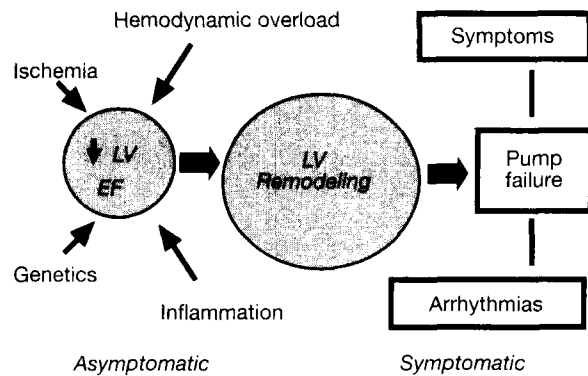 Hemodynamic overload
Symptoms
Ischemia
LV
EF
LV
Remodeling
Pump
failure
Genetics
Inflammation
Arrhythmias
Asymptomatic
Symptomatic